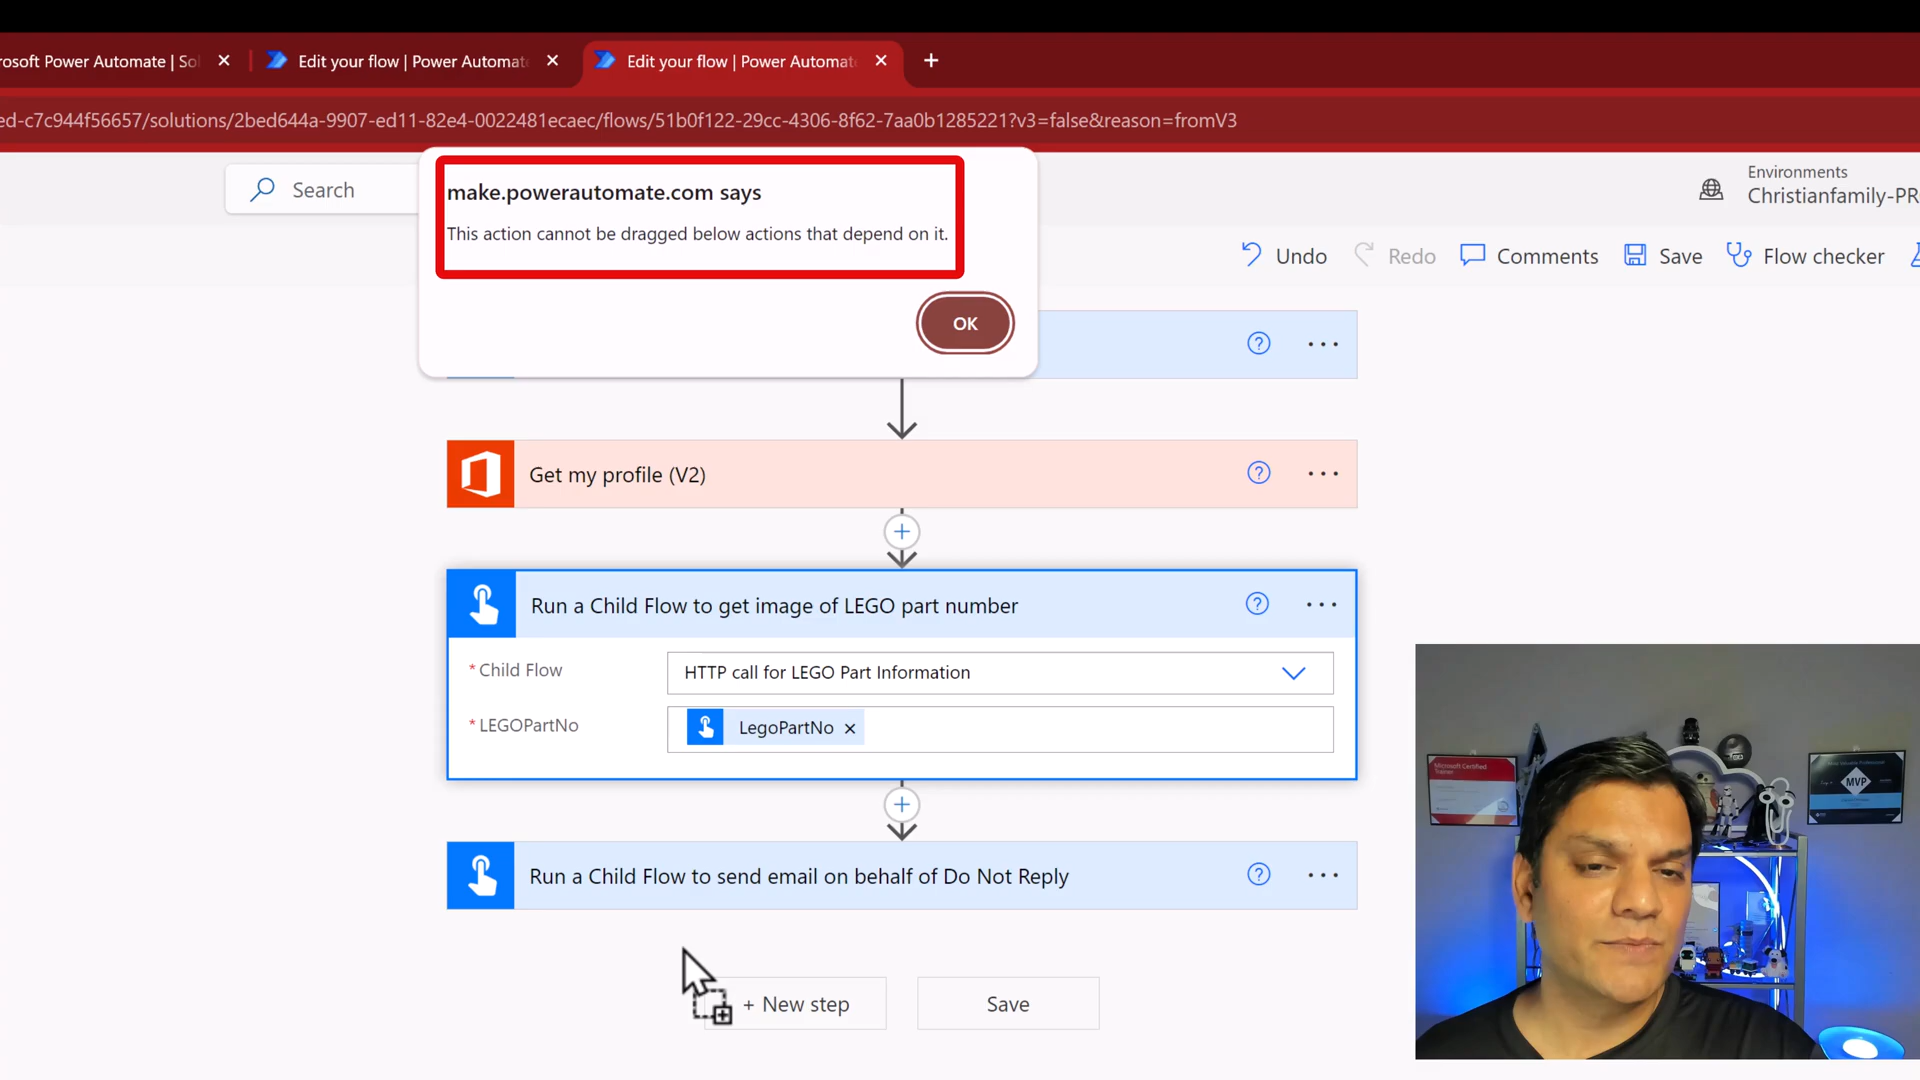 rosoft Power Automate | So
Edit your flow | Power Automat
Edit your flow | Power Automat
ed-c7c944f56657/solutions/2bed644a-9907-ed11-82e4-0022481ecaec/flows/51b0f122-29cc-4306-8f62-7aa0b1285221?v3=false&reason=fromV3
Search
make.powerautomate.com says
This action cannot be dragged below actions that depend on it.
OK
Environments
Christianfamily-PR
Undo
Redo
Comments
Save
Flow checker
Get my profile (V2)
Run a Child Flow to get image of LEGO part number
* Child Flow
HTTP call for LEGO Part Information
* LEGOPartNo
LegoPartNo
Run a Child Flow to send email on behalf of Do Not Reply
+ New step
Save
Microsoft Certified
Trainer
MVP